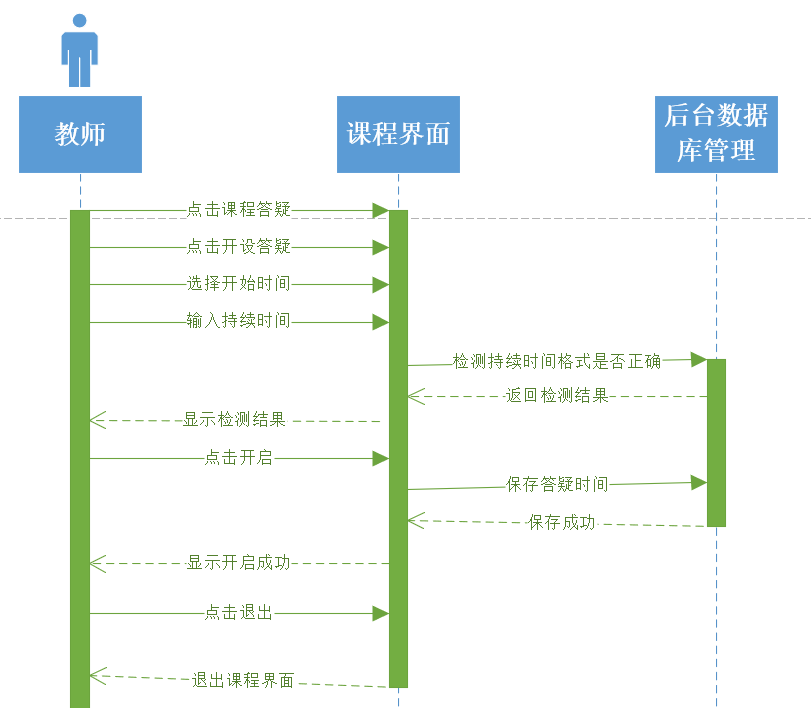 教师
课程界面
后台数据
库管理
点击课程答疑
点击开设答疑
选择开始时间
输入持续时间
检测持续时间格式是否正确
返回检测结果
显示检测结果
点击开启
保存答疑时间
保存成功
显示开启成功
点击退出
退出课程界面